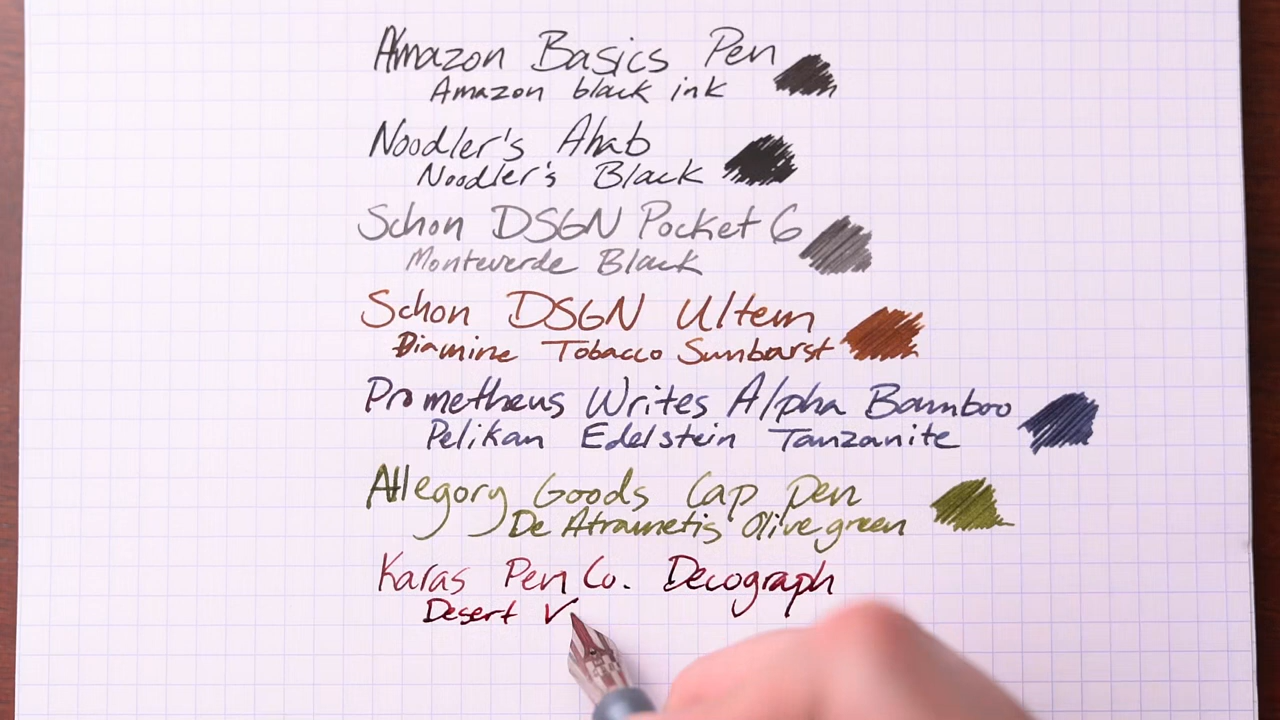 Amazon Basics Pen
Amazon black ink
Noodler's Ahab
Noodler's Black
Schon DSGN Pocket 6
Monteverde Black
Schon DSGN Ultem
Diamine Tobacco Sunburst
Prometheus Writes Alpha Bamboo
Pelikan Edelstein Tanzanite
Allegory Goods Cap pen
De Atrametis Olive green
Karas Pen Co. Decograph
Desert V